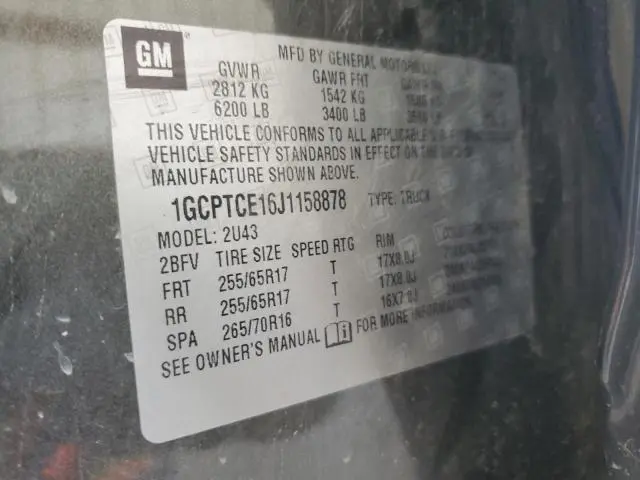 GM
MFD BY GENERAL MOTORS
GVWR GAWR FRT
2812 KG 1542 KG
6200 LB 3400 LB
THIS VEHICLE CONFORMS TO ALL APPLICABLE U.S.
VEHICLE SAFETY STANDARDS IN EFFECT ON THE DATE OF
MANUFACTURE SHOWN ABOVE.
1GCPTCE16J1158878 TYPE: TRUCK
MODEL: 2U43
2BFV TIRE SIZE SPEED RTG RIM
FRT 255/65R17 T 17X8.0J
RR 255/65R17 T 17X8.0J
SPA 265/70R16 T 16X7.0J
SEE OWNER'S MANUAL FOR MORE INFORMATION